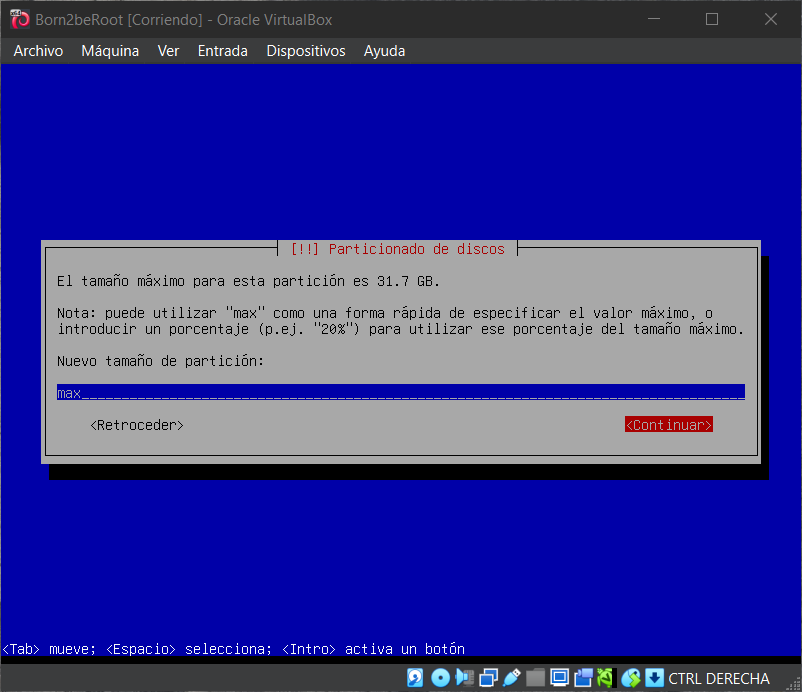 Born2beRoot [Corriendo] - Oracle VirtualBox
Archivo Máquina Ver Entrada Dispositivos Ayuda
[!!] Particionado de discos
El tamaño máximo para esta partición es 31.7 GB.
Nota: puede utilizar "max" como una forma rápida de especificar el valor máximo, o
introducir un porcentaje (p.ej. "20%") para utilizar ese porcentaje del tamaño máximo.
Nuevo tamaño de partición:
max
<Retroceder> <Continuar>
<Tab> mueve; <Espacio> selecciona; <Intro> activa un botón
CTRL DERECHA